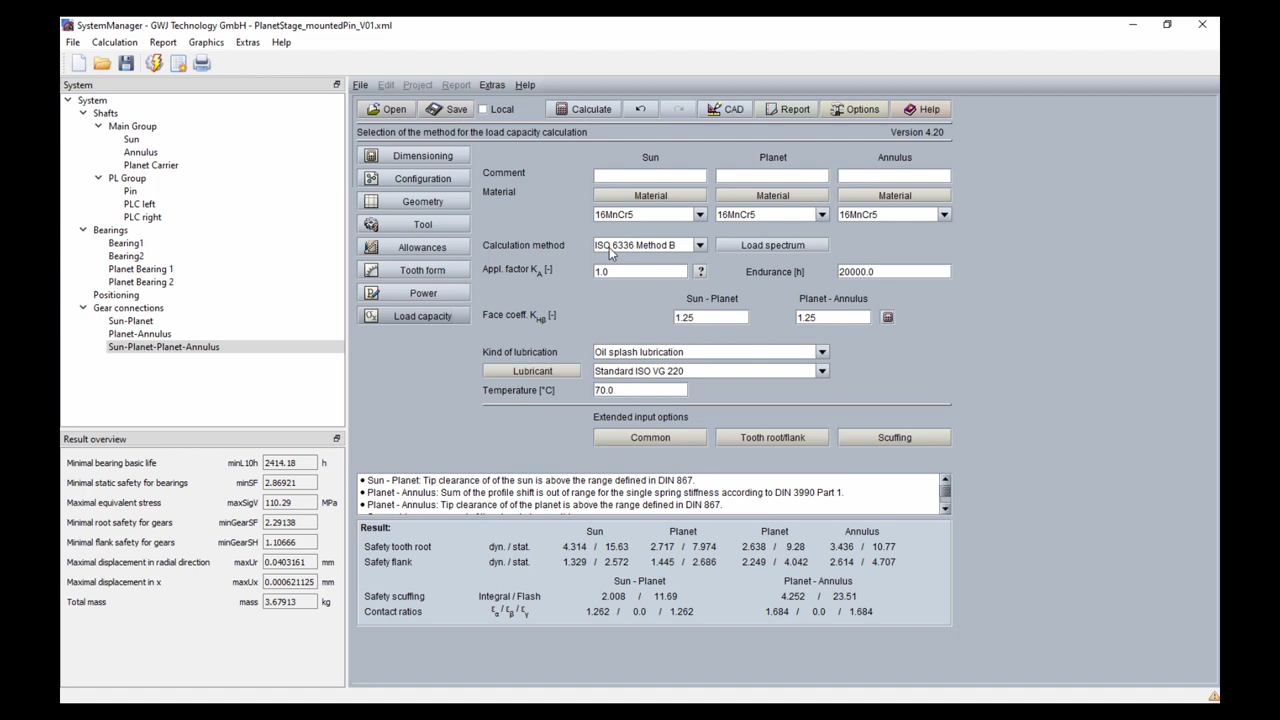 SystemManager - GWJ Technology GmbH - PlanetStage_mountedPin_V01.xml
File Calculation Report Graphics Extras Help
System
System
Shafts
Main Group
Sun
Annulus
Planet Carrier
PL Group
Pin
PLC left
PLC right
Bearings
Bearing1
Bearing2
Planet Bearing 1
Planet Bearing 2
Positioning
Gear connections
Sun-Planet
Planet-Annulus
Sun-Planet-Planet-Annulus
Result overview
Minimal bearing basic life minL10h 2414.18 h
Minimal static safety for bearings minSF 2.86921
Maximal equivalent stress maxSigV 110.29 MPa
Minimal root safety for gears minGearSF 2.29138
Minimal flank safety for gears minGearSH 1.10666
Maximal displacement in radial direction maxUr 0.0403161 mm
Maximal displacement in x maxUx 0.000621125 mm
Total mass mass 3.67913 kg
File Edit Project Report Extras Help
Open Save Local Calculate CAD Report Options Help
Selection of the method for the load capacity calculation Version 4.20
Dimensioning
Configuration
Geometry
Tool
Allowances
Tooth form
Power
Load capacity
Sun Planet Annulus
Comment
Material Material Material Material
16MnCr5 16MnCr5 16MnCr5
Calculation method ISO 6336 Method B Load spectrum
Appl. factor KA [-] 1.0 ? Endurance [h] 20000.0
Sun - Planet Planet - Annulus
Face coeff. KHβ [-] 1.25 1.25
Kind of lubrication Oil splash lubrication
Lubricant Standard ISO VG 220
Temperature [°C] 70.0
Extended input options
Common Tooth root/flank Scuffing
• Sun - Planet: Tip clearance of of the sun is above the range defined in DIN 867.
• Planet - Annulus: Sum of the profile shift is out of range for the single spring stiffness according to DIN 3990 Part 1.
• Planet - Annulus: Tip clearance of of the planet is above the range defined in DIN 867.
Result:
Sun Planet Planet Annulus
Safety tooth root dyn. / stat. 4.314 / 15.63 2.717 / 7.974 2.638 / 9.28 3.436 / 10.77
Safety flank dyn. / stat. 1.329 / 2.572 1.445 / 2.686 2.249 / 4.042 2.614 / 4.707
Sun - Planet Planet - Annulus
Safety scuffing Integral / Flash 2.008 / 11.69 4.252 / 23.51
Contact ratios εα / εβ / εγ 1.262 / 0.0 / 1.262 1.684 / 0.0 / 1.684